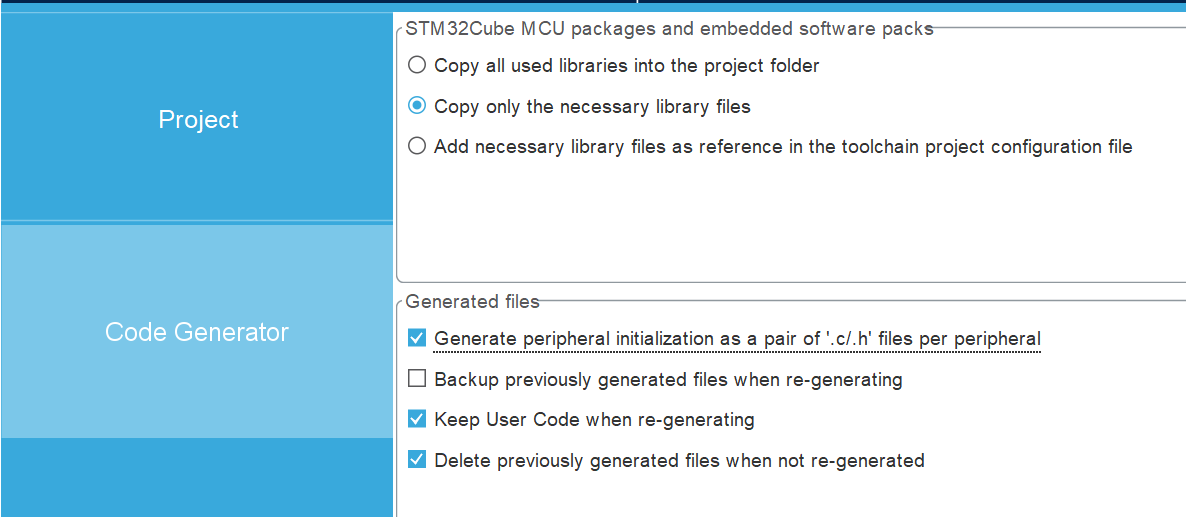 STM32Cube MCU packages and embedded software packs
Copy all used libraries into the project folder
Project
Copy only the necessary library files
Add necessary library files as reference in the toolchain project configuration file
Generated files
Code Generator
Generate peripheral initialization as a pair of '.c/.h' files per peripheral
Backup previously generated files when re-generating
Keep User Code when re-generating
Delete previously generated files when not re-generated